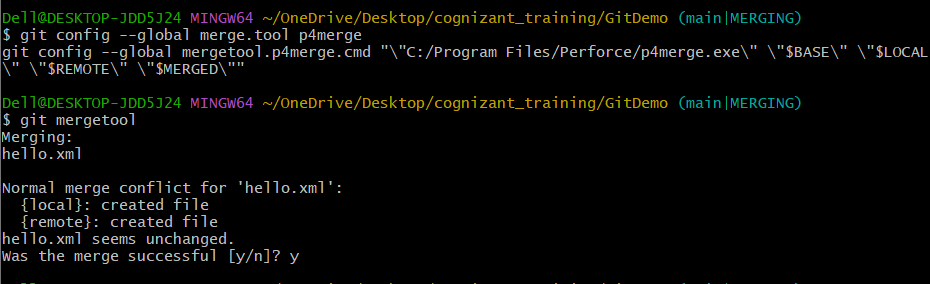 Dell@DESKTOP-JDD5J24 MINGW64 ~/OneDrive/Desktop/cognizant_training/GitDemo (main|MERGING)
$ git config --global merge.tool p4merge
git config --global mergetool.p4merge.cmd "\"C:/Program Files/Perforce/p4merge.exe\" \"$BASE\" \"$LOCAL
\" \"$REMOTE\" \"$MERGED\""
Dell@DESKTOP-JDD5J24 MINGW64 ~/OneDrive/Desktop/cognizant_training/GitDemo (main|MERGING)
$ git mergetool
Merging:
hello.xml
Normal merge conflict for 'hello.xml':
  {local}: created file
  {remote}: created file
hello.xml seems unchanged.
Was the merge successful [y/n]? y